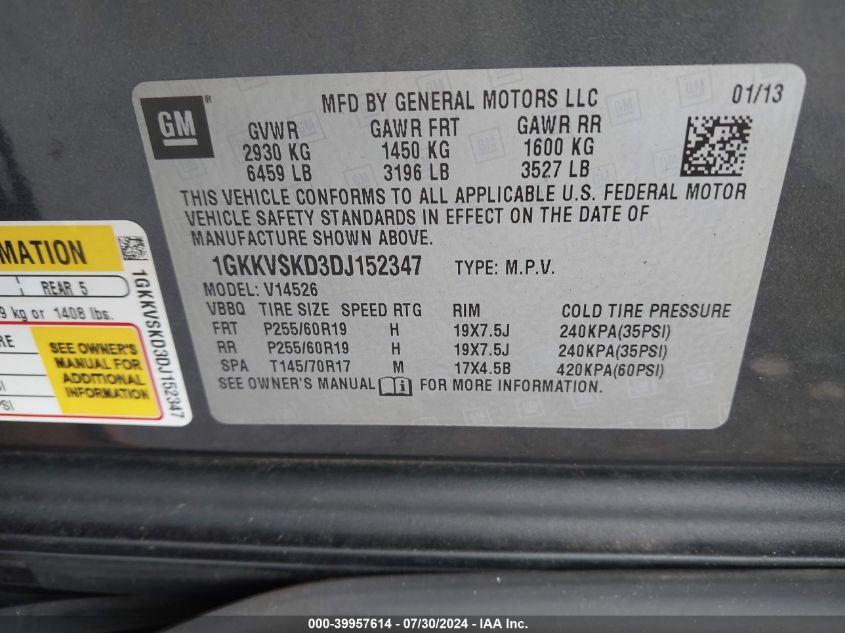 GM®
MFD BY GENERAL MOTORS LLC 01/13
GVWR GAWR FRT GAWR RR
2930 KG 1450 KG 1600 KG
6459 LB 3196 LB 3527 LB
THIS VEHICLE CONFORMS TO ALL APPLICABLE U.S. FEDERAL MOTOR
VEHICLE SAFETY STANDARDS IN EFFECT ON THE DATE OF
MANUFACTURE SHOWN ABOVE.
1GKKVSKD3DJ152347 TYPE: M.P.V.
MODEL: V14526
VBBQ TIRE SIZE SPEED RTG RIM COLD TIRE PRESSURE
FRT P255/60R19 H 19X7.5J 240KPA(35PSI)
RR P255/60R19 H 19X7.5J 240KPA(35PSI)
SPA T145/70R17 M 17X4.5B 420KPA(60PSI)
SEE OWNER'S MANUAL FOR MORE INFORMATION.
REAR 5
kg or 1408 lbs.
SEE OWNER'S
MANUAL FOR
ADDITIONAL
INFORMATION
1GKKVSKD3DJ152347
000-39957614 - 07/30/2024 - IAA Inc.